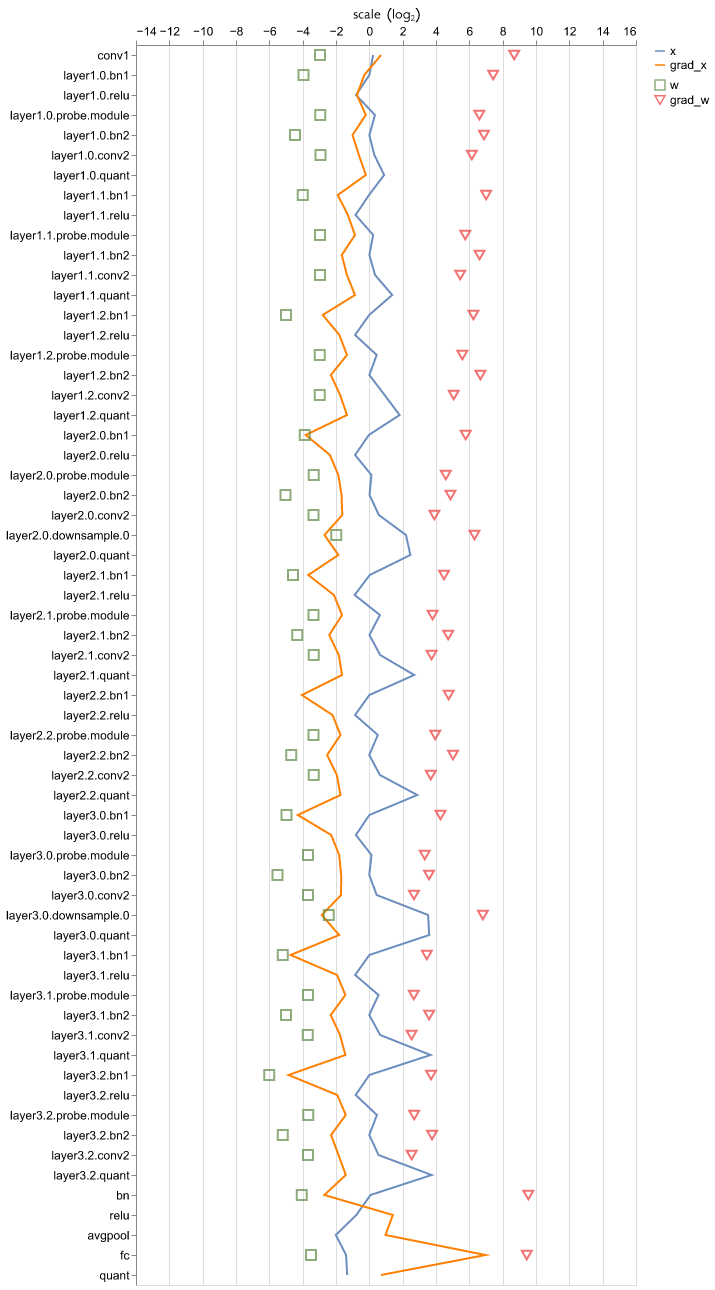 scale (log₂)
−14 −12 −10 −8 −6 −4 −2 0 2 4 6 8 10 12 14 16
x
grad_x
w
grad_w
conv1
layer1.0.bn1
layer1.0.relu
layer1.0.probe.module
layer1.0.bn2
layer1.0.conv2
layer1.0.quant
layer1.1.bn1
layer1.1.relu
layer1.1.probe.module
layer1.1.bn2
layer1.1.conv2
layer1.1.quant
layer1.2.bn1
layer1.2.relu
layer1.2.probe.module
layer1.2.bn2
layer1.2.conv2
layer1.2.quant
layer2.0.bn1
layer2.0.relu
layer2.0.probe.module
layer2.0.bn2
layer2.0.conv2
layer2.0.downsample.0
layer2.0.quant
layer2.1.bn1
layer2.1.relu
layer2.1.probe.module
layer2.1.bn2
layer2.1.conv2
layer2.1.quant
layer2.2.bn1
layer2.2.relu
layer2.2.probe.module
layer2.2.bn2
layer2.2.conv2
layer2.2.quant
layer3.0.bn1
layer3.0.relu
layer3.0.probe.module
layer3.0.bn2
layer3.0.conv2
layer3.0.downsample.0
layer3.0.quant
layer3.1.bn1
layer3.1.relu
layer3.1.probe.module
layer3.1.bn2
layer3.1.conv2
layer3.1.quant
layer3.2.bn1
layer3.2.relu
layer3.2.probe.module
layer3.2.bn2
layer3.2.conv2
layer3.2.quant
bn
relu
avgpool
fc
quant